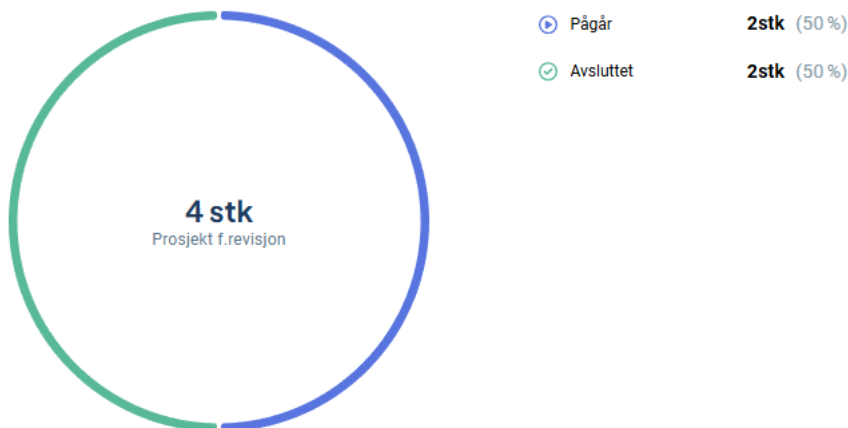 Pågår 2stk (50 %)
Avsluttet 2stk (50 %)
4 stk
Prosjekt f.revisjon